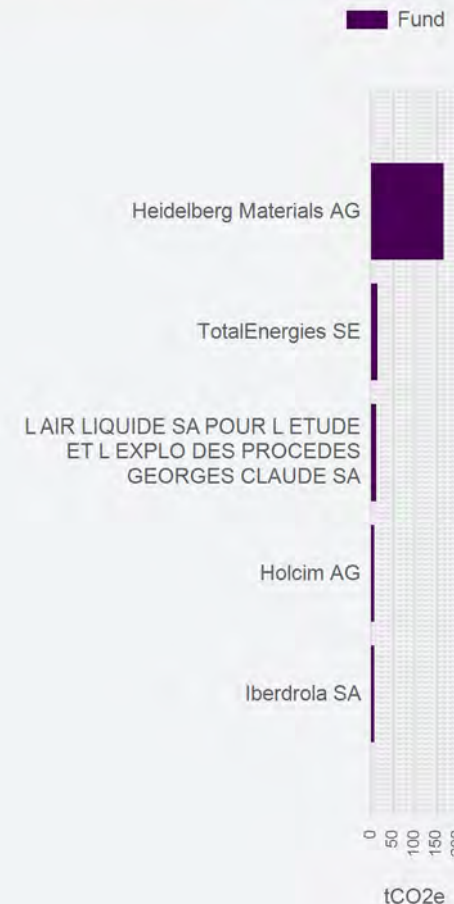 Fund
Heidelberg Materials AG
TotalEnergies SE
L AIR LIQUIDE SA POUR L ETUDE
ET L EXPLO DES PROCEDES
GEORGES CLAUDE SA
Holcim AG
Iberdrola SA
0
50
100
150
200
tCO2e